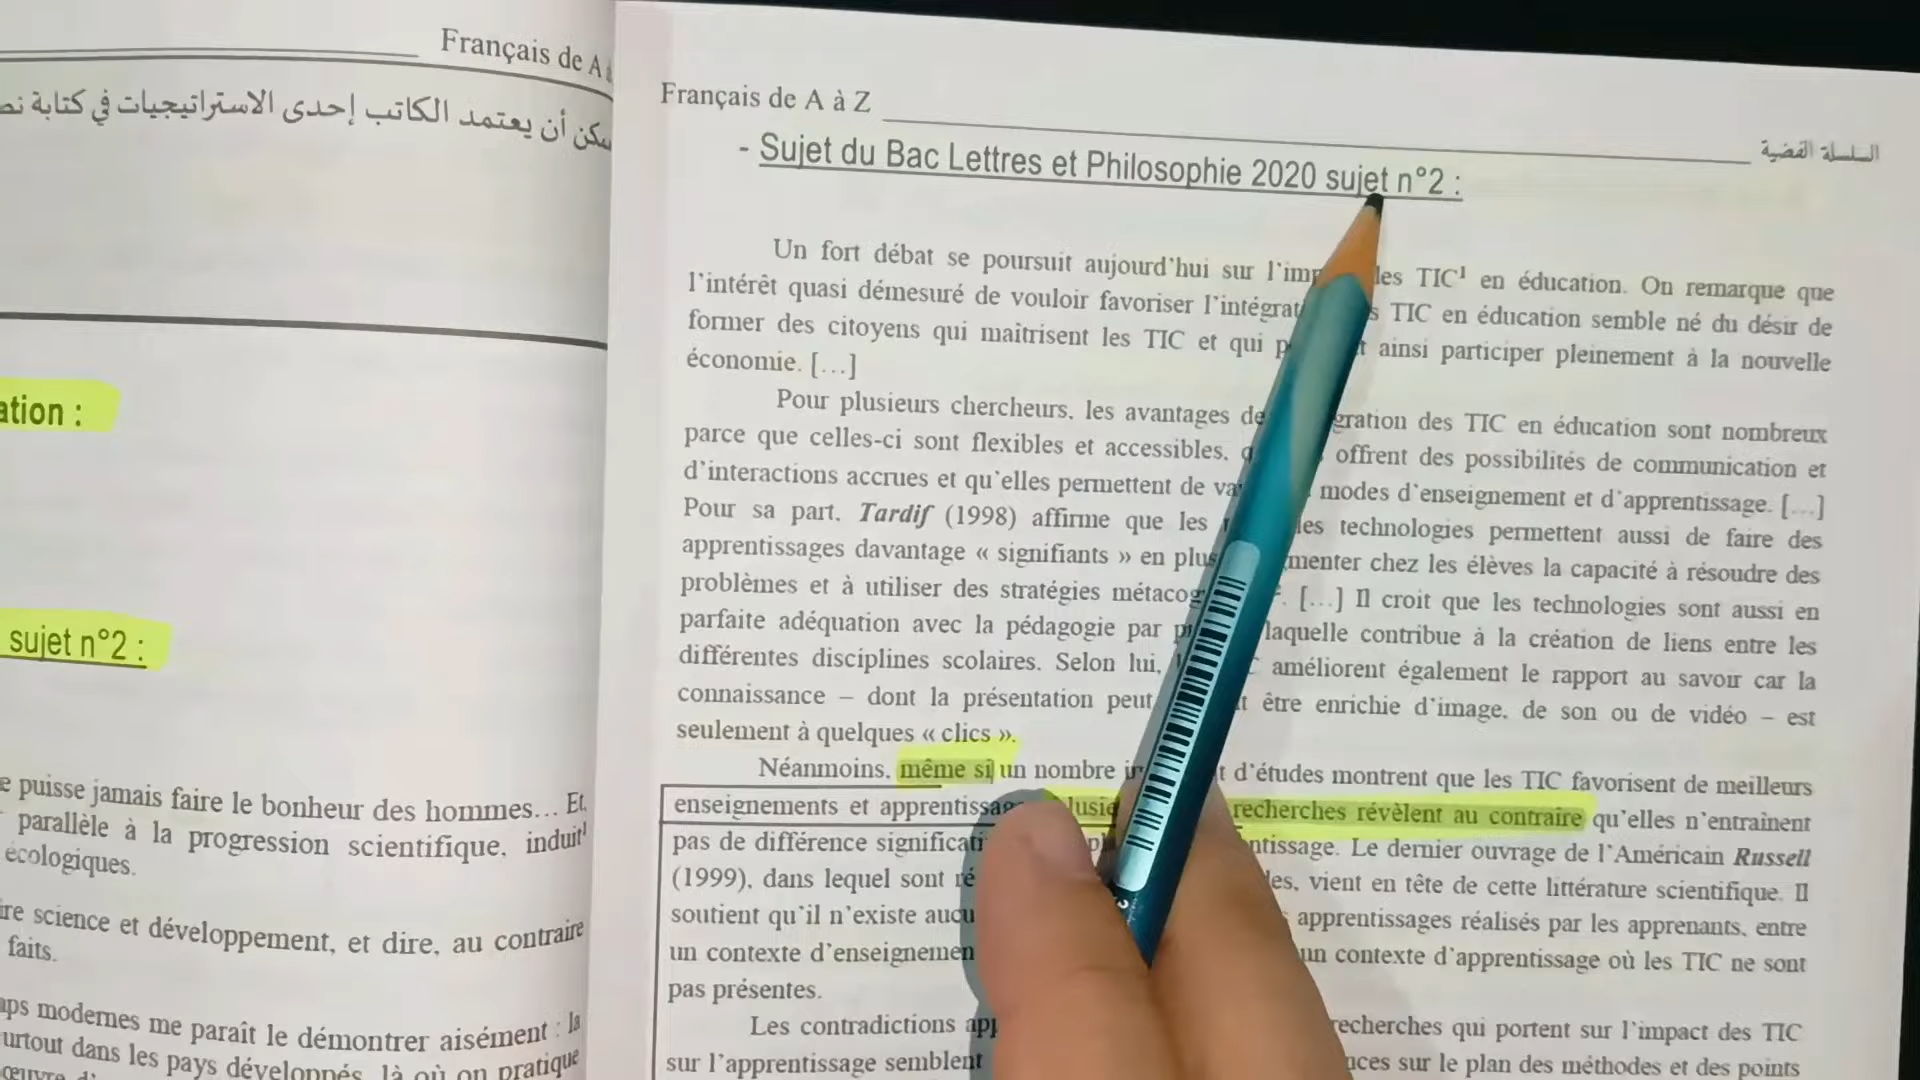 Français de A
يمكن أن يعتمد الكاتب إحدى الاستراتيجيات في كتابة
ation :
sujet n°2 :
e puisse jamais faire le bonheur des hommes… Et,
parallèle à la progression scientifique, induit¹
écologiques.
ire science et développement, et dire, au contraire
faits.
mps modernes me paraît le démontrer aisément : la
urtout dans les pays développés, là où on pratique
Français de A à Z
السلسلة الفضية
- Sujet du Bac Lettres et Philosophie 2020 sujet n°2 :
Un fort débat se poursuit aujourd'hui sur l'imp les TIC¹ en éducation. On remarque que
l'intérêt quasi démesuré de vouloir favoriser l'intégrat s TIC en éducation semble né du désir de
former des citoyens qui maîtrisent les TIC et qui p t ainsi participer pleinement à la nouvelle
économie. […]
Pour plusieurs chercheurs, les avantages de gration des TIC en éducation sont nombreux
parce que celles-ci sont flexibles et accessibles, q offrent des possibilités de communication et
d'interactions accrues et qu'elles permettent de va modes d'enseignement et d'apprentissage. […]
Pour sa part, Tardif (1998) affirme que les les technologies permettent aussi de faire des
apprentissages davantage « signifiants » en plus menter chez les élèves la capacité à résoudre des
problèmes et à utiliser des stratégies métacog […] Il croit que les technologies sont aussi en
parfaite adéquation avec la pédagogie par p laquelle contribue à la création de liens entre les
différentes disciplines scolaires. Selon lui, C améliorent également le rapport au savoir car la
connaissance – dont la présentation peut t être enrichie d'image, de son ou de vidéo – est
seulement à quelques « clics ».
Néanmoins, même si un nombre i t d'études montrent que les TIC favorisent de meilleurs
enseignements et apprentissage lusie recherches révèlent au contraire qu'elles n'entraînent
pas de différence significati ntissage. Le dernier ouvrage de l'Américain Russell
(1999), dans lequel sont ré les, vient en tête de cette littérature scientifique. Il
soutient qu'il n'existe aucu apprentissages réalisés par les apprenants, entre
un contexte d'enseignemen un contexte d'apprentissage où les TIC ne sont
pas présentes.
Les contradictions app recherches qui portent sur l'impact des TIC
sur l'apprentissage semblent nces sur le plan des méthodes et des points